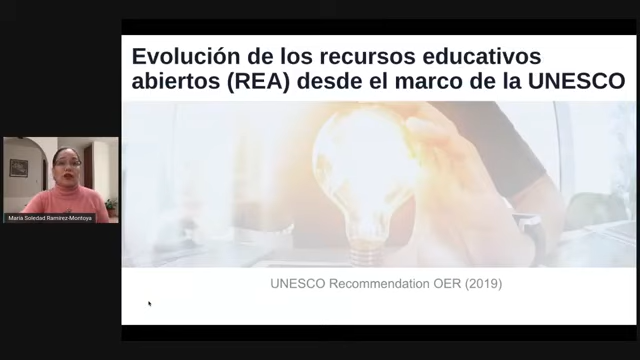 Evolución de los recursos educativos
abiertos (REA) desde el marco de la UNESCO
María Soledad Ramírez-Montoya
UNESCO Recommendation OER (2019)